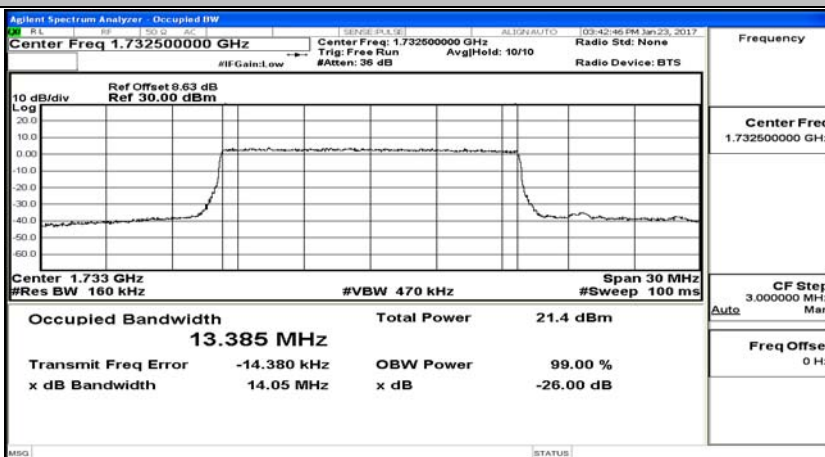 Agilent Spectrum Analyzer - Occupied BW
RL RF 50 Ω AC SENSE:PULSE ALIGNAUTO 03:42:46 PM Jan 23, 2017
Center Freq 1.732500000 GHz
Center Freq: 1.732500000 GHz
Radio Std: None
Frequency
Trig: Free Run Avg|Hold: 10/10
#IFGain:Low #Atten: 36 dB Radio Device: BTS
Ref Offset 8.63 dB
10 dB/div Ref 30.00 dBm
Log
20.0
10.0
0.00
-10.0
-20.0
-30.0
-40.0
-50.0
-60.0
Center Freq
1.732500000 GHz
Center 1.733 GHz Span 30 MHz
#Res BW 160 kHz #VBW 470 kHz #Sweep 100 ms
CF Step
3.000000 MHz
Auto Man
Occupied Bandwidth Total Power 21.4 dBm
13.385 MHz
Transmit Freq Error -14.380 kHz OBW Power 99.00 %
x dB Bandwidth 14.05 MHz x dB -26.00 dB
Freq Offse
0 Hz
MSG STATUS